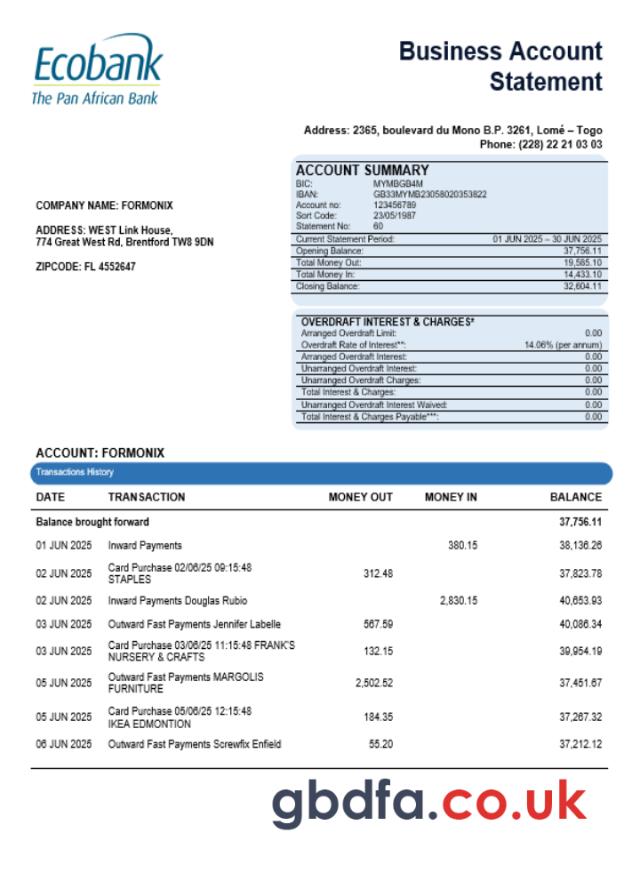 Ecobank
The Pan African Bank
Business Account
Statement
Address: 2365, boulevard du Mono B.P. 3261, Lomé – Togo
Phone: (228) 22 21 03 03
COMPANY NAME: FORMONIX
ADDRESS: WEST Link House,
774 Great West Rd, Brentford TW8 9DN
ZIPCODE: FL 4552647
ACCOUNT SUMMARY
BIC: MYMBGB4M
IBAN: GB33MYMB23058020353822
Account no: 123456789
Sort Code: 23/05/1987
Statement No: 60
Current Statement Period: 01 JUN 2025 – 30 JUN 2025
Opening Balance: 37,756.11
Total Money Out: 19,585.10
Total Money In: 14,433.10
Closing Balance: 32,604.11
OVERDRAFT INTEREST & CHARGES*
Arranged Overdraft Limit: 0.00
Overdraft Rate of Interest**: 14.06% (per annum)
Arranged Overdraft Interest: 0.00
Unarranged Overdraft Interest: 0.00
Unarranged Overdraft Charges: 0.00
Total Interest & Charges: 0.00
Unarranged Overdraft Interest Waived: 0.00
Total Interest & Charges Payable***: 0.00
ACCOUNT: FORMONIX
Transactions History
DATE TRANSACTION MONEY OUT MONEY IN BALANCE
Balance brought forward 37,756.11
01 JUN 2025 Inward Payments 380.15 38,136.26
02 JUN 2025 Card Purchase 02/06/25 09:15:48 312.48 37,823.78
STAPLES
02 JUN 2025 Inward Payments Douglas Rubio 2,830.15 40,653.93
03 JUN 2025 Outward Fast Payments Jennifer Labelle 567.59 40,086.34
03 JUN 2025 Card Purchase 03/06/25 11:15:48 FRANK'S 132.15 39,954.19
NURSERY & CRAFTS
05 JUN 2025 Outward Fast Payments MARGOLIS 2,502.52 37,451.67
FURNITURE
05 JUN 2025 Card Purchase 05/06/25 12:15:48 184.35 37,267.32
IKEA EDMONTION
06 JUN 2025 Outward Fast Payments Screwfix Enfield 55.20 37,212.12
gbdfa.co.uk